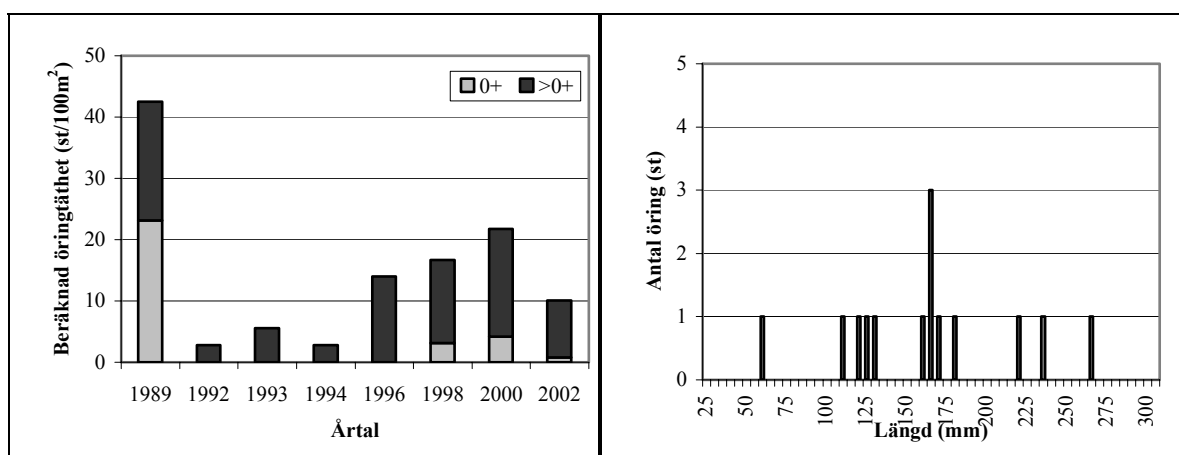 Beräknad öringtäthet (st/100m²)
50
40
30
20
10
0
0+ >0+
1989 1992 1993 1994 1996 1998 2000 2002
Årtal
Antal öring (st)
5
4
3
2
1
0
25 50 75 100 125 150 175 200 225 250 275 300
Längd (mm)